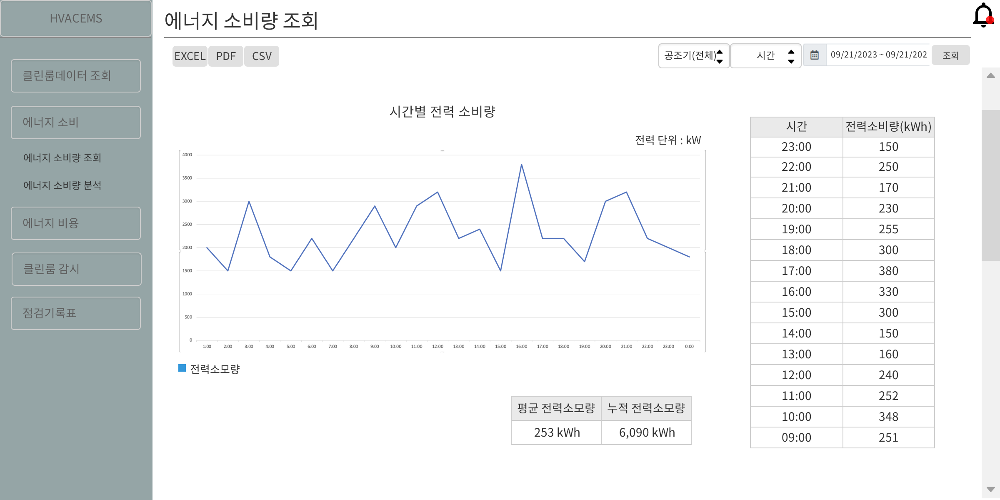 HVACEMS
클린룸데이터 조회
에너지 소비
에너지 소비량 조회
에너지 소비량 분석
에너지 비용
클린룸 감시
점검기록표
에너지 소비량 조회
EXCEL PDF CSV
공조기(전체) 시간 09/21/2023 ~ 09/21/202 조회
시간별 전력 소비량
전력 단위 : kW
4000
3500
3000
2500
2000
1500
1000
500
0
1:00 2:00 3:00 4:00 5:00 6:00 7:00 8:00 9:00 10:00 11:00 12:00 13:00 14:00 15:00 16:00 17:00 18:00 19:00 20:00 21:00 22:00 23:00 0:00
전력소모량
평균 전력소모량 누적 전력소모량
253 kWh 6,090 kWh
시간 전력소비량(kWh)
23:00 150
22:00 250
21:00 170
20:00 230
19:00 255
18:00 300
17:00 380
16:00 330
15:00 300
14:00 150
13:00 160
12:00 240
11:00 252
10:00 348
09:00 251